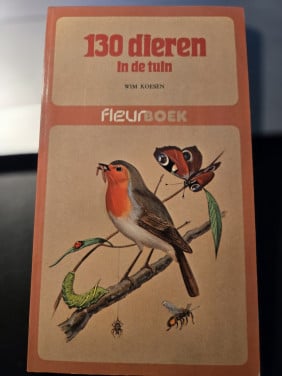 130 dieren
in de tuin
WIM KOESEN
fleurBOEK